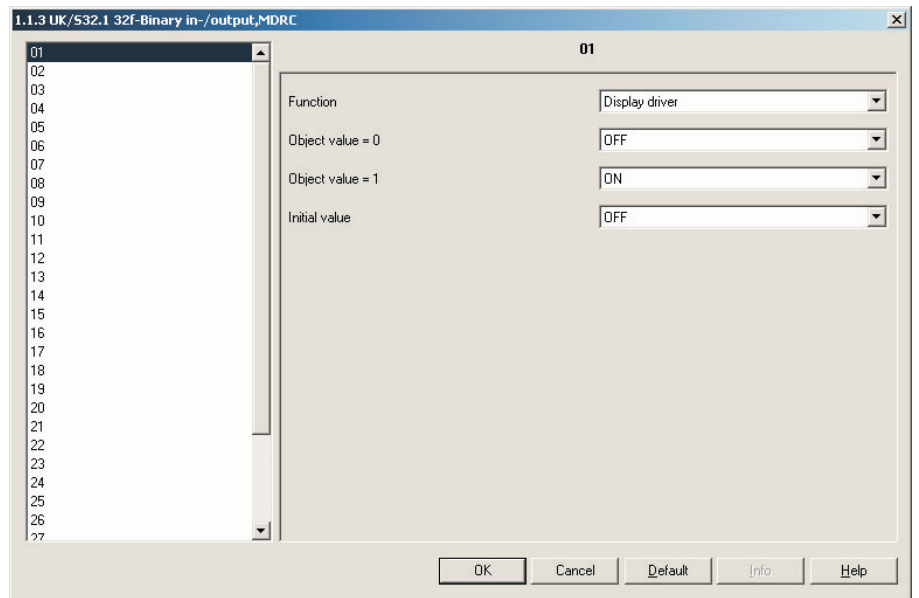 1.1.3 UK/S32.1 32f-Binary in-/output,MDRC
01
02
03
04
05
06
07
08
09
10
11
12
13
14
15
16
17
18
19
20
21
22
23
24
25
26
27
01
Function
Display driver
Object value = 0
OFF
Object value = 1
ON
Initial value
OFF
OK
Cancel
Default
Info
Help